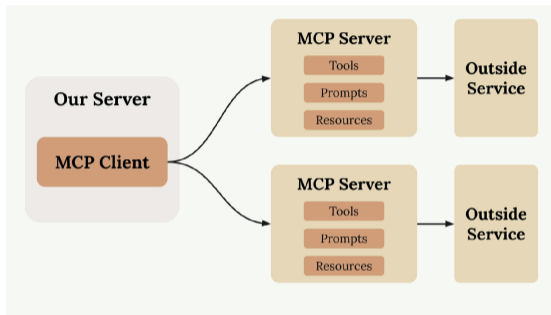 Our Server
MCP Client
MCP Server
Tools
Prompts
Resources
Outside
Service
MCP Server
Tools
Prompts
Resources
Outside
Service